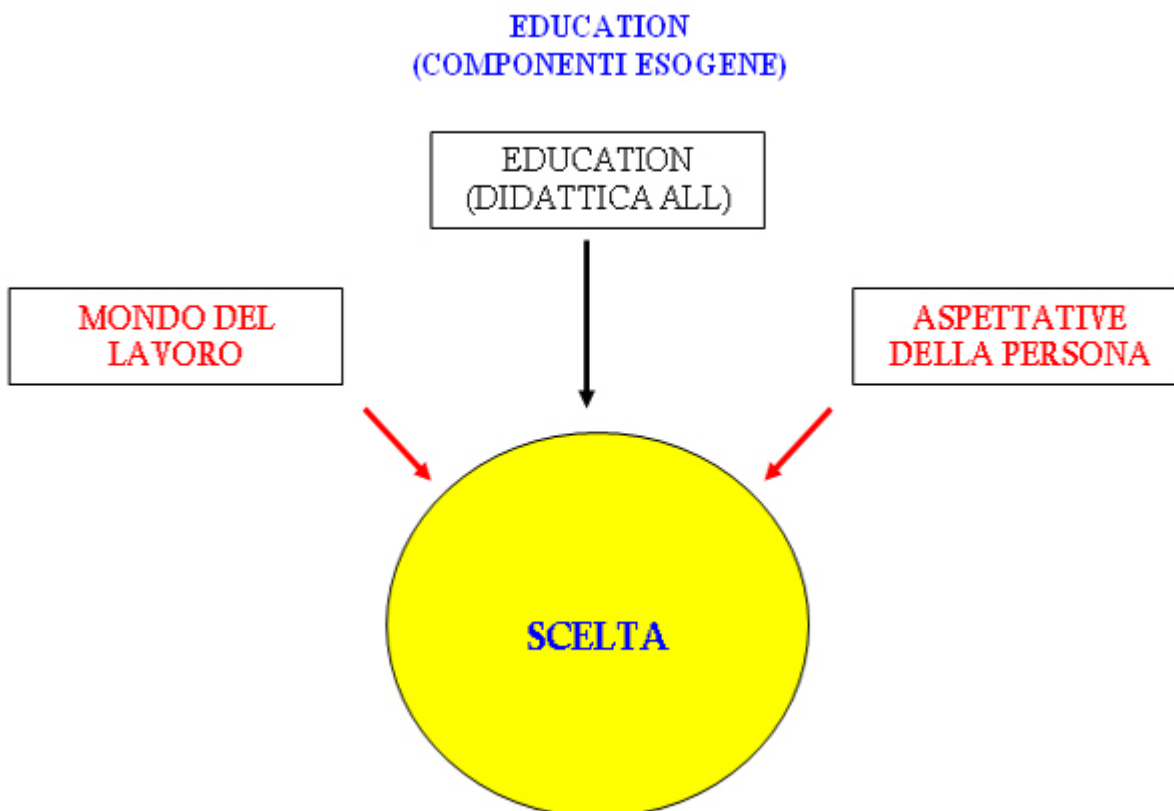 EDUCATION
(COMPONENTI ESOGENE)
EDUCATION
(DIDATTICA ALL)
MONDO DEL
LAVORO
ASPETTATIVE
DELLA PERSONA
SCELTA